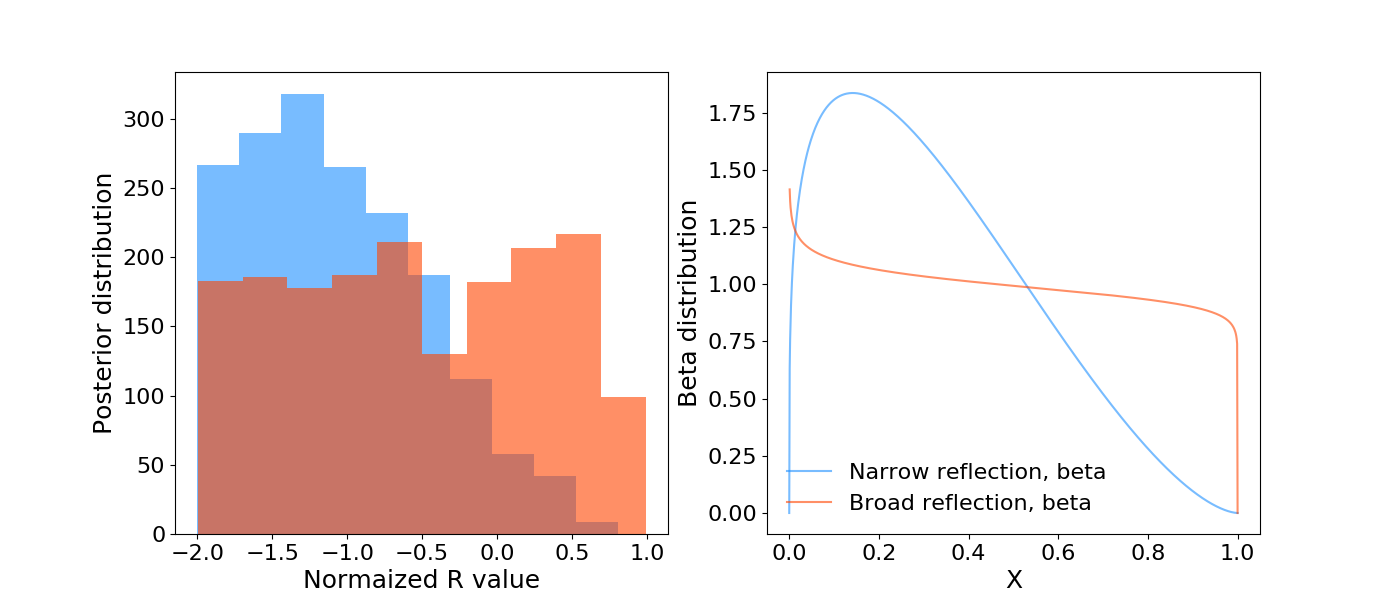 Posterior distribution
300
250
200
150
100
50
0
−2.0 −1.5 −1.0 −0.5 0.0 0.5 1.0
Normaized R value
Beta distribution
1.75
1.50
1.25
1.00
0.75
0.50
0.25
0.00
Narrow reflection, beta
Broad reflection, beta
0.0 0.2 0.4 0.6 0.8 1.0
X